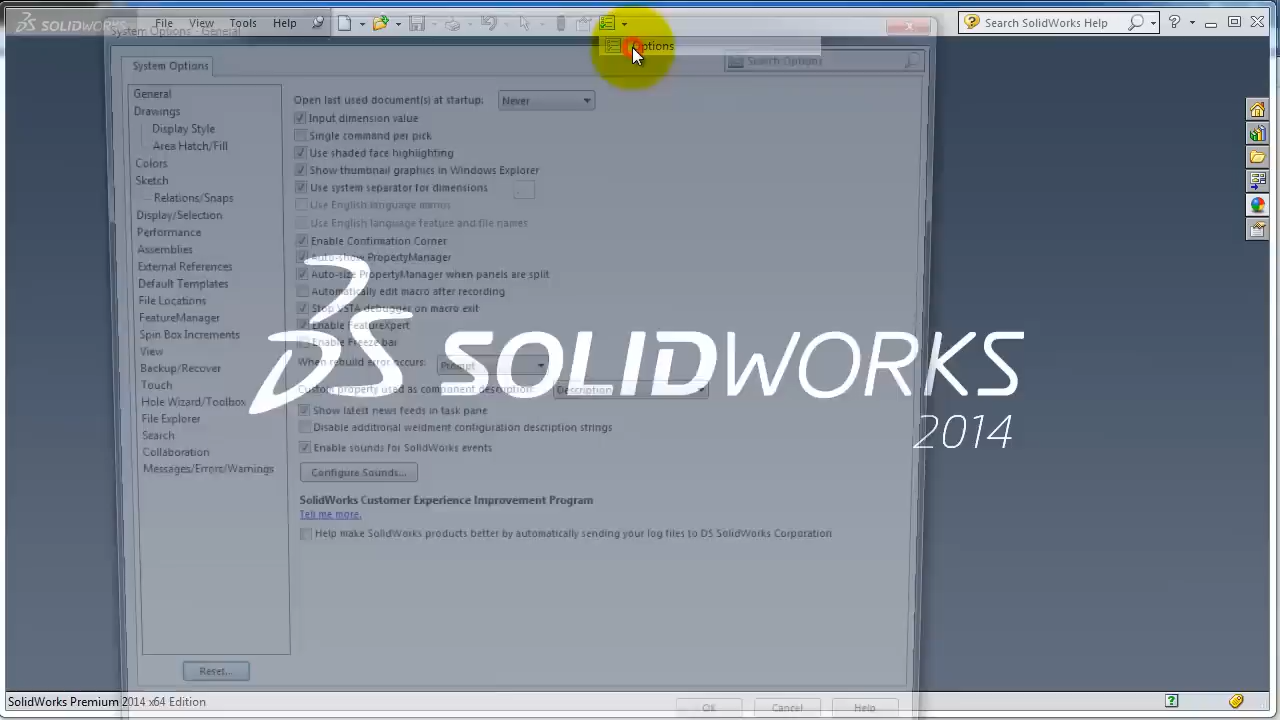 SOLIDWORKS File View Tools Help Search SolidWorks Help
System Options - General
Options
System Options Search Options
General
Drawings
Display Style
Area Hatch/Fill
Colors
Sketch
Relations/Snaps
Display/Selection
Performance
Assemblies
External References
Default Templates
File Locations
FeatureManager
Spin Box Increments
View
Backup/Recover
Touch
Hole Wizard/Toolbox
File Explorer
Search
Collaboration
Messages/Errors/Warnings
Reset...
Open last used document(s) at startup: Never
Input dimension value
Single command per pick
Use shaded face highlighting
Show thumbnail graphics in Windows Explorer
Use system separator for dimensions
Use English language menus
Use English language feature and file names
Enable Confirmation Corner
Auto-show PropertyManager
Auto-size PropertyManager when panels are split
Automatically edit macro after recording
Stop VSTA debugger on macro exit
Enable FeatureXpert
Enable Freeze bar
When rebuild error occurs: Prompt
Custom property used as component description: Description
Show latest news feeds in task pane
Disable additional weldment configuration description strings
Enable sounds for SolidWorks events
Configure Sounds...
SolidWorks Customer Experience Improvement Program
Tell me more.
Help make SolidWorks products better by automatically sending your log files to DS SolidWorks Corporation
SOLIDWORKS
2014
OK Cancel Help
SolidWorks Premium 2014 x64 Edition